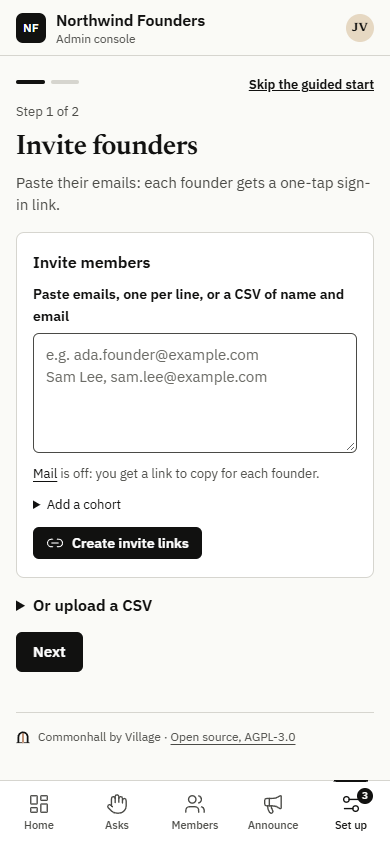 NF
Northwind Founders
Admin console
JV
Skip the guided start
Step 1 of 2
Invite founders
Paste their emails: each founder gets a one-tap sign-
in link.
Invite members
Paste emails, one per line, or a CSV of name and
email
e.g. ada.founder@example.com
Sam Lee, sam.lee@example.com
Mail is off: you get a link to copy for each founder.
Add a cohort
Create invite links
Or upload a CSV
Next
Commonhall by Village · Open source, AGPL-3.0
3
Home
Asks
Members
Announce
Set up